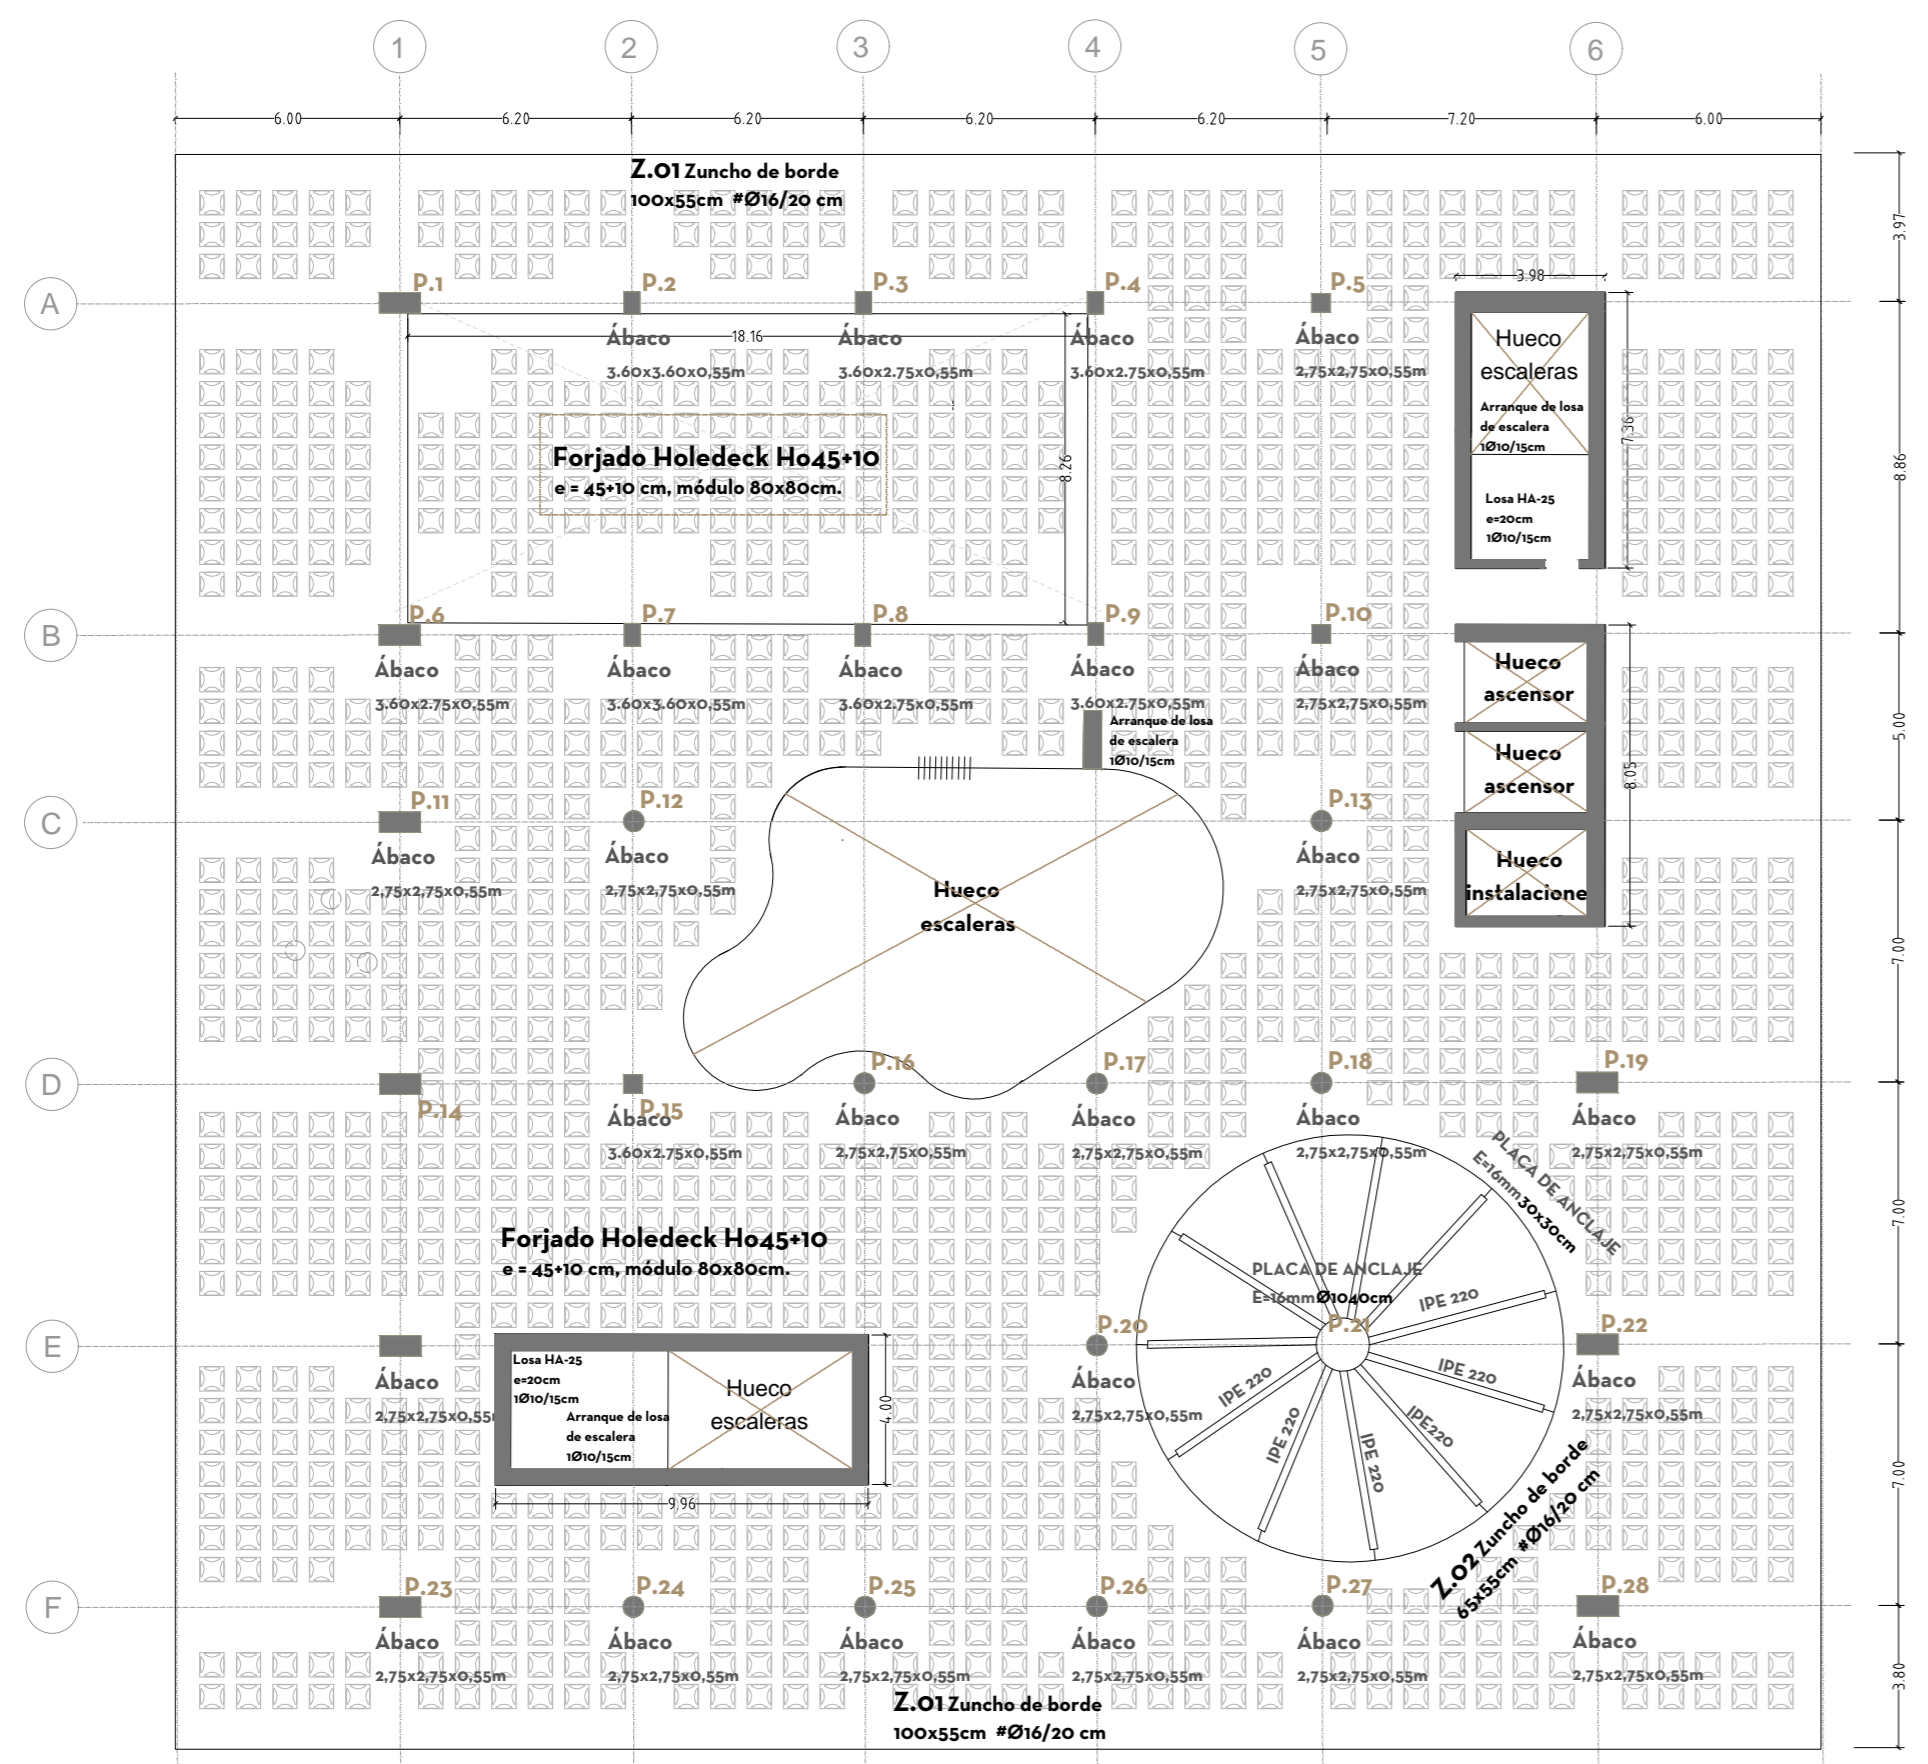 1 2 3 4 5 6
6.00 6.20 6.20 6.20 6.20 7.20 6.00
Z.01 Zuncho de borde
100x55cm #Ø16/20 cm
3.97
A
P.1 P.2 P.3 P.4 P.5
3.98
Ábaco Ábaco Ábaco Ábaco
18.16
3.60x3.60x0,55m 3.60x2.75x0,55m 3.60x2.75x0,55m 2,75x2,75x0,55m
Hueco
escaleras
Arranque de losa
de escalera
1Ø10/15cm
7.36
Losa HA-25
e=20cm
1Ø10/15cm
8.86
Forjado Holedeck Ho45+10
e = 45+10 cm, módulo 80x80cm.
8.26
B
P.6 P.7 P.8 P.9 P.10
Ábaco Ábaco Ábaco Ábaco Ábaco
3.60x2.75x0,55m 3.60x3.60x0,55m 3.60x2.75x0,55m 3.60x2.75x0,55m 2,75x2,75x0,55m
Arranque de losa
de escalera
1Ø10/15cm
Hueco
ascensor
Hueco
ascensor
Hueco
instalacione
8.05
5.00
C
P.11 P.12 P.13
Ábaco Ábaco Ábaco
2,75x2,75x0,55m 2,75x2,75x0,55m 2,75x2,75x0,55m
Hueco
escaleras
7.00
D
P.14 P.15 P.16 P.17 P.18 P.19
Ábaco Ábaco Ábaco Ábaco Ábaco
3.60x2.75x0,55m 2,75x2,75x0,55m 2,75x2,75x0,55m 2,75x2,75x0,55m 2,75x2,75x0,55m
PLACA DE ANCLAJE
E=16mm 30x30cm
7.00
Forjado Holedeck Ho45+10
e = 45+10 cm, módulo 80x80cm.
PLACA DE ANCLAJE
E=16mm Ø1040cm
IPE 220
E
P.20 P.21 P.22
Ábaco Ábaco Ábaco
2,75x2,75x0,55 2,75x2,75x0,55m 2,75x2,75x0,55m
Losa HA-25
e=20cm
1Ø10/15cm
Arranque de losa
de escalera
1Ø10/15cm
Hueco
escaleras
4.00
9.96
IPE 220
IPE 220
IPE 220
IPE 220
IPE220
7.00
Z.02 Zuncho de borde
65x55cm #Ø16/20 cm
F
P.23 P.24 P.25 P.26 P.27 P.28
Ábaco Ábaco Ábaco Ábaco Ábaco Ábaco
2,75x2,75x0,55m 2,75x2,75x0,55m 2,75x2,75x0,55m 2,75x2,75x0,55m 2,75x2,75x0,55m 2,75x2,75x0,55m
3.80
Z.01 Zuncho de borde
100x55cm #Ø16/20 cm